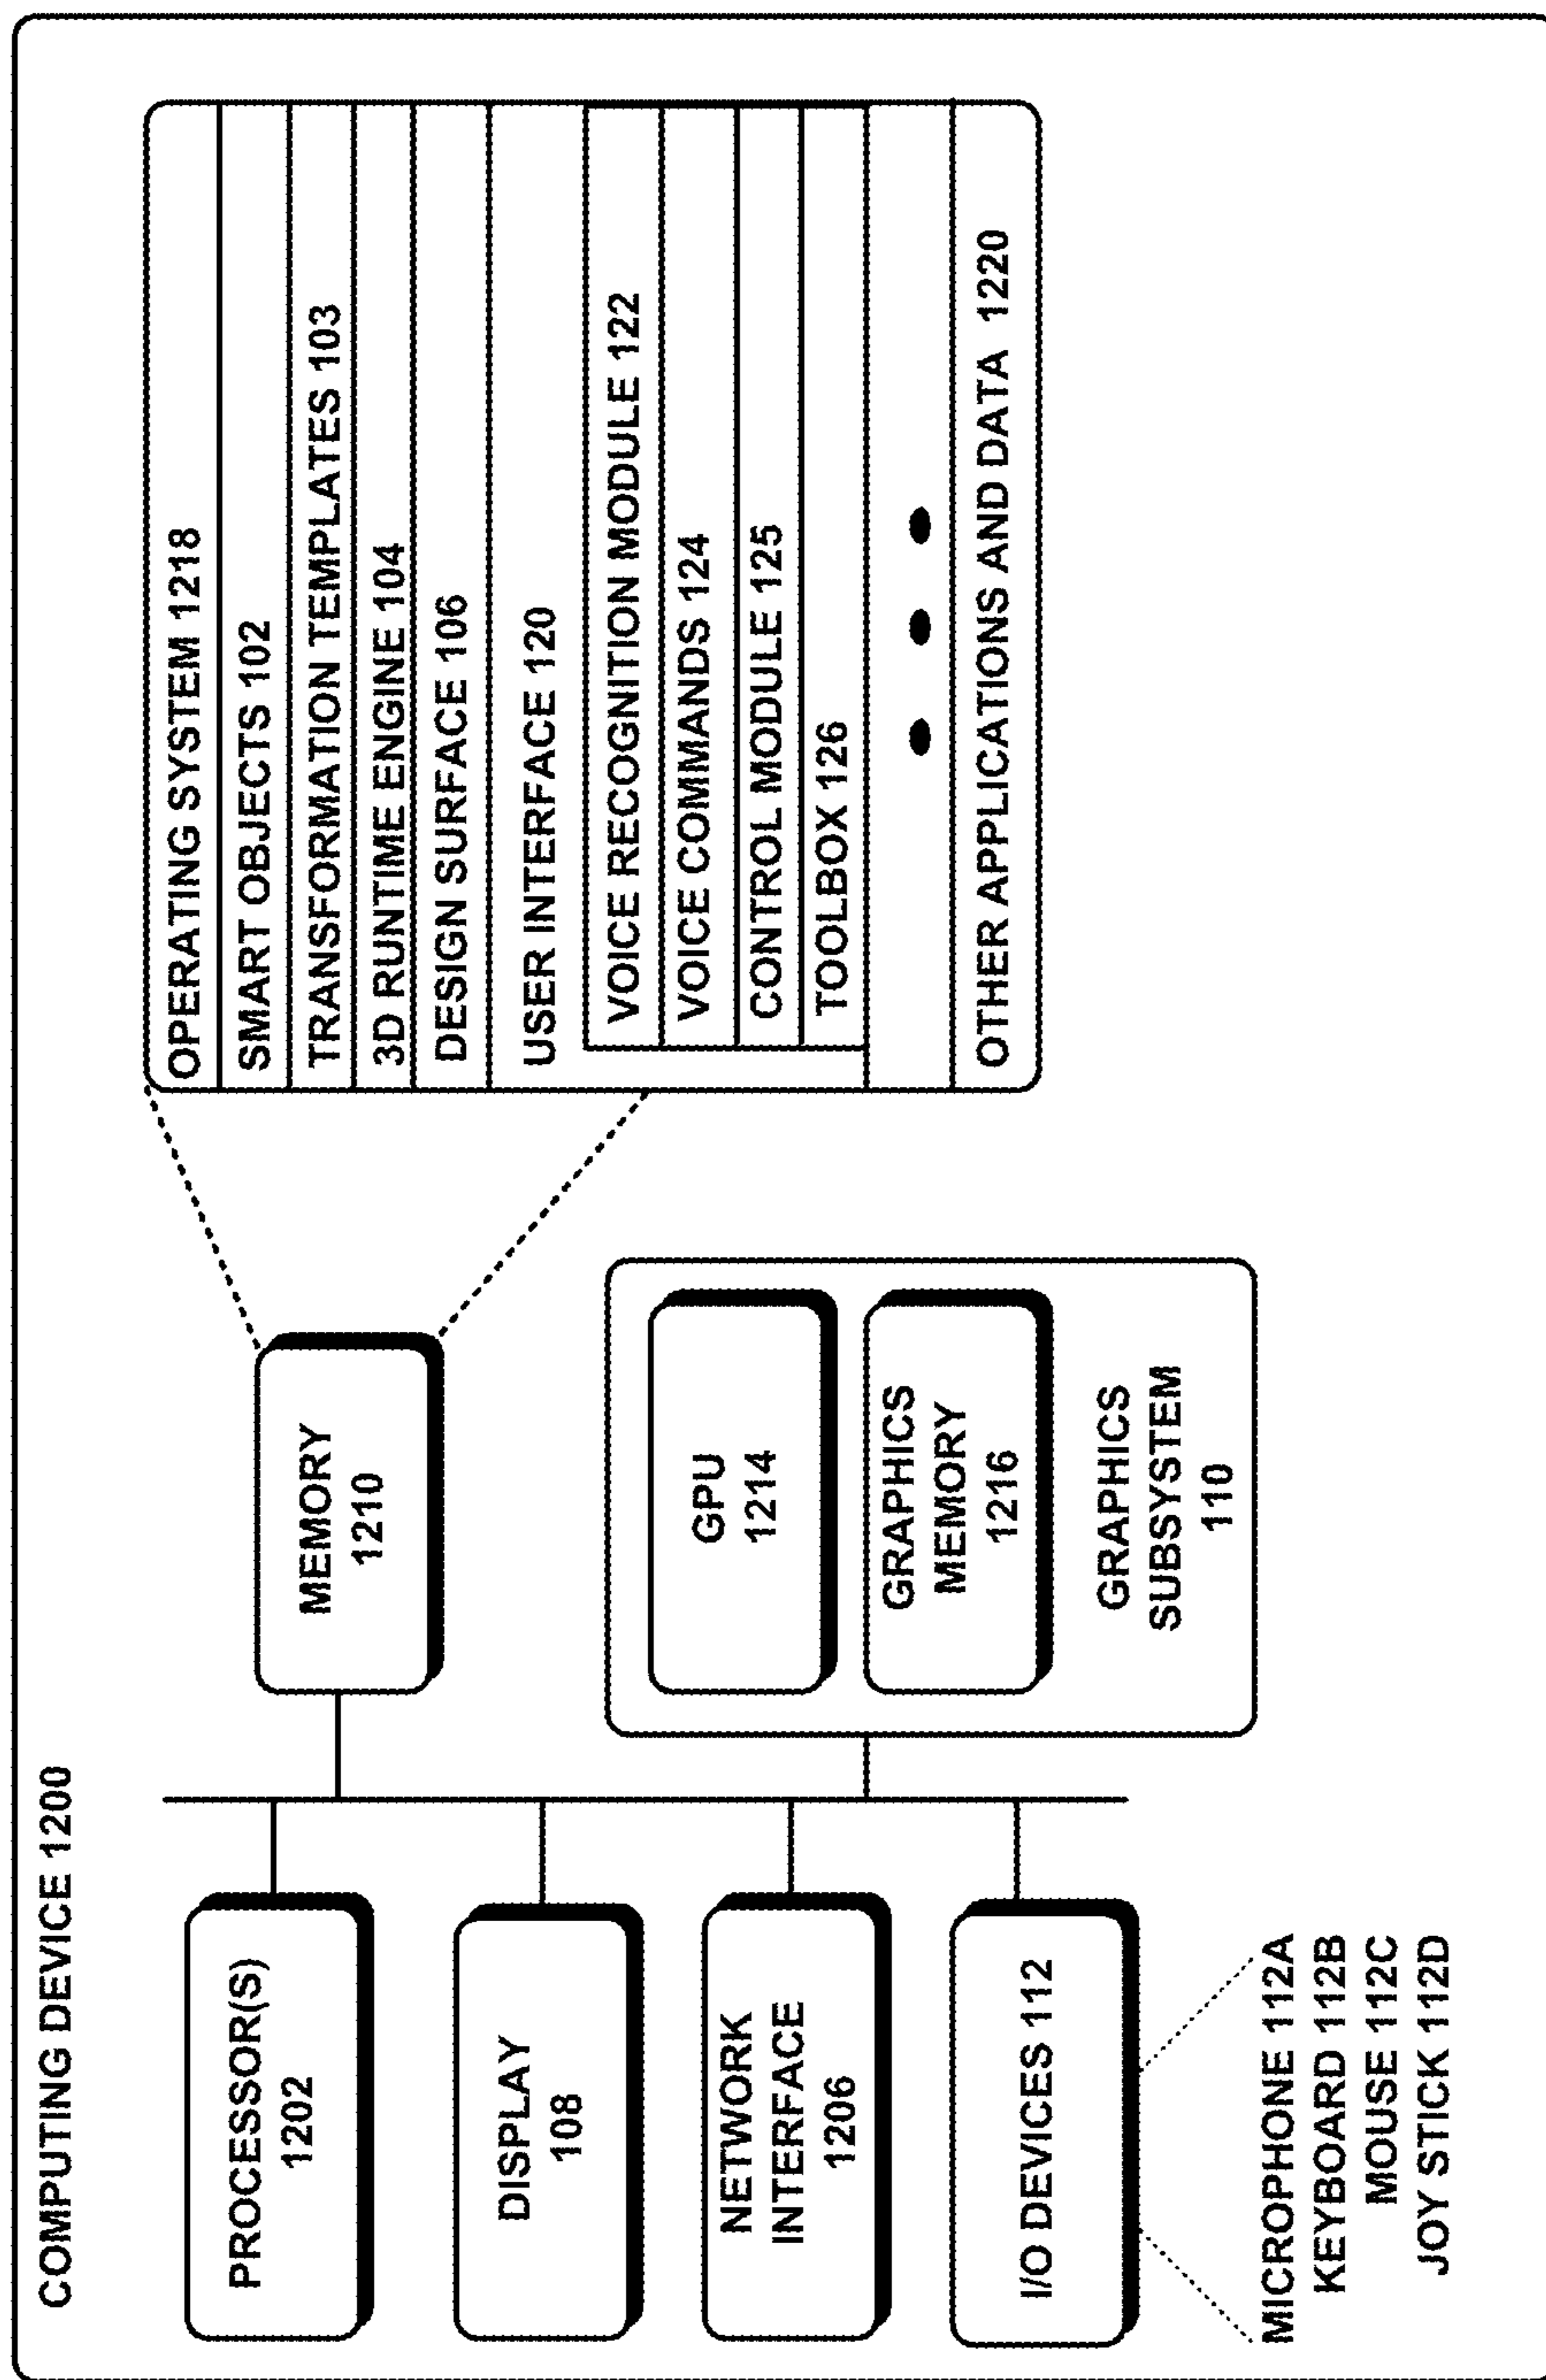 COMPUTING DEVICE 1200
PROCESSOR(S)
1202
DISPLAY
108
NETWORK
INTERFACE
1206
I/O DEVICES 112
MICROPHONE 112A
KEYBOARD 112B
MOUSE 112C
JOY STICK 112D
MEMORY
1210
GPU
1214
GRAPHICS
MEMORY
1216
GRAPHICS
SUBSYSTEM
110
OPERATING SYSTEM 1218
SMART OBJECTS 102
TRANSFORMATION TEMPLATES 103
3D RUNTIME ENGINE 104
DESIGN SURFACE 106
USER INTERFACE 120
VOICE RECOGNITION MODULE 122
VOICE COMMANDS 124
CONTROL MODULE 125
TOOLBOX 126
OTHER APPLICATIONS AND DATA 1220